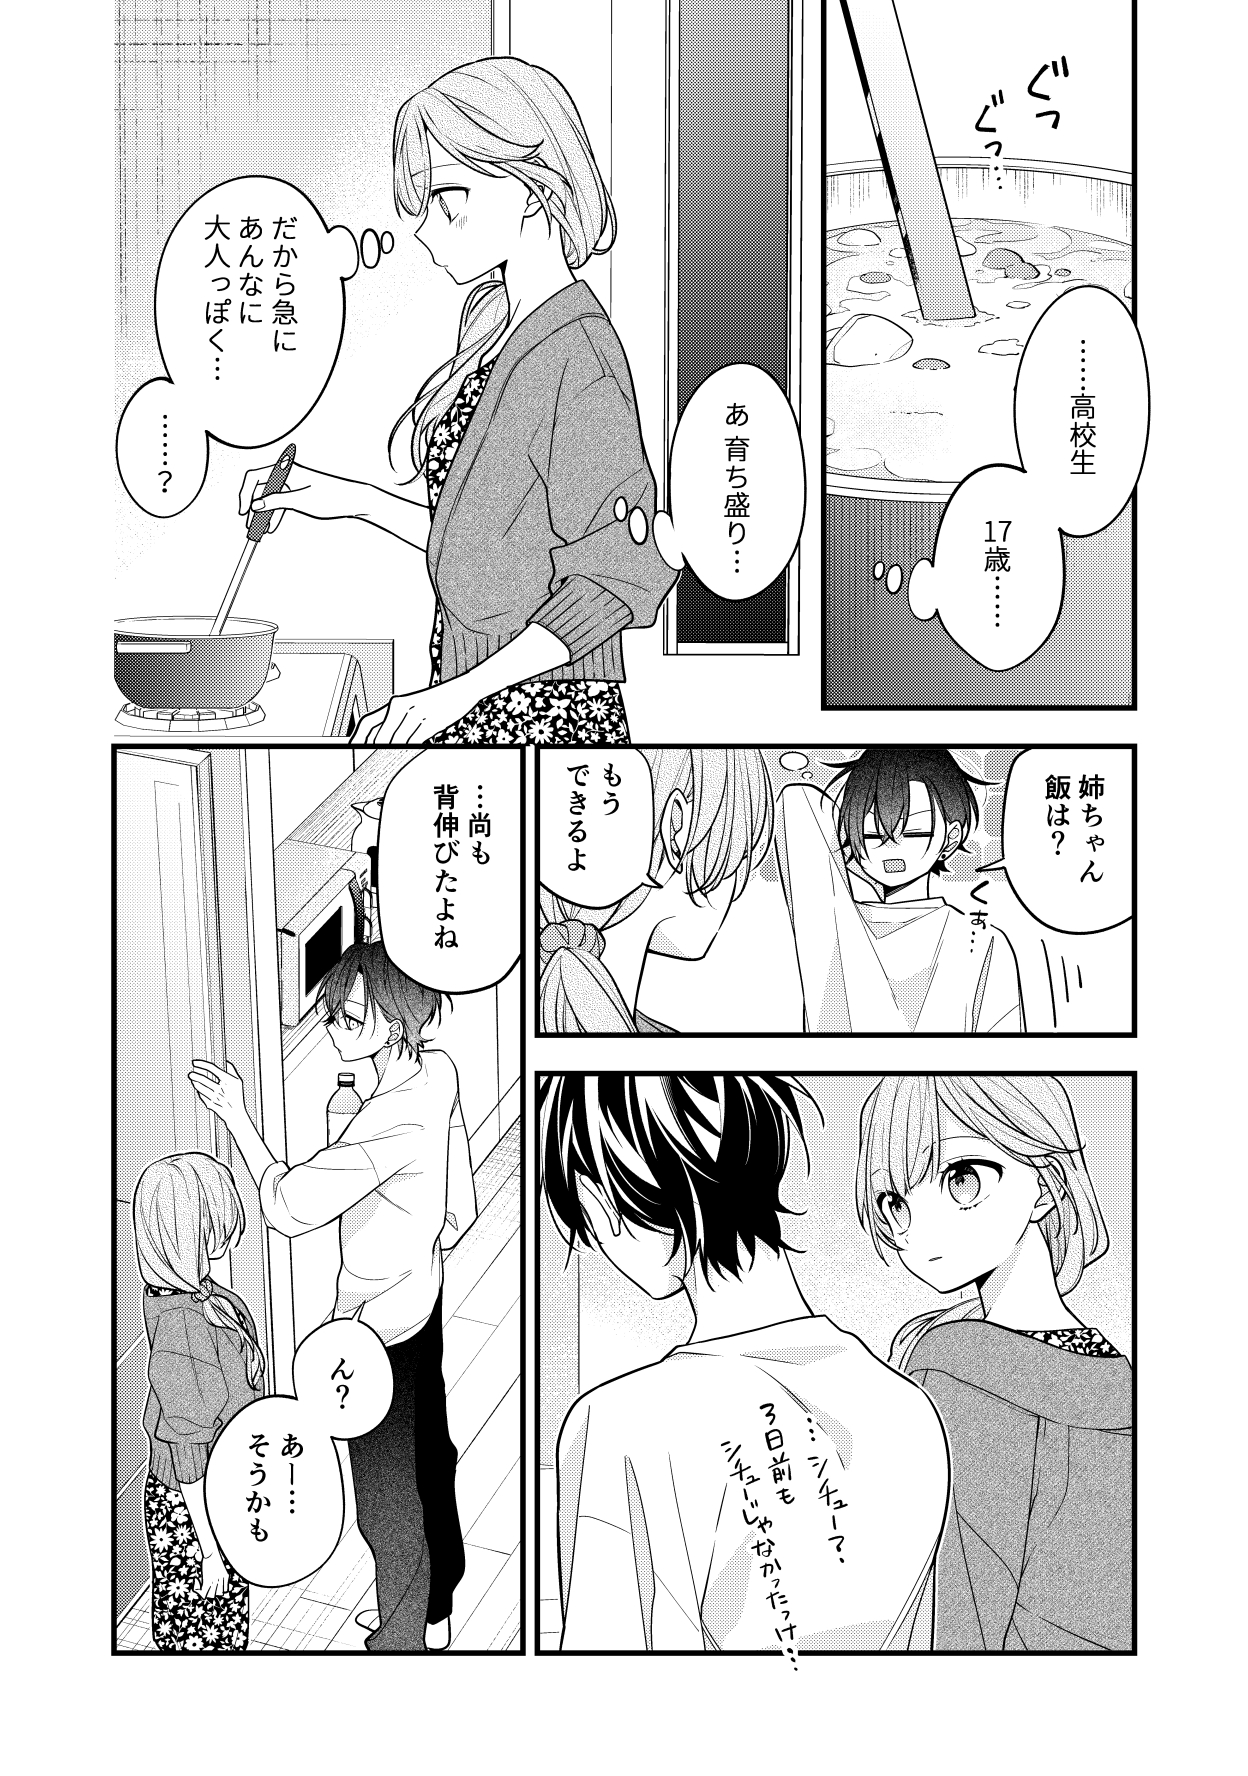 ぐっ
ぐっ…
……高校生
17歳……
あ 育ち盛り…
だから急に
あんなに
大人っぽく…
……？
姉ちゃん
飯は？
くぁ…
もう
できるよ
…シチュー？
3日前も
シチューじゃなかったっけ…
…尚も
背伸びたよね
ん？
あー…
そうかも